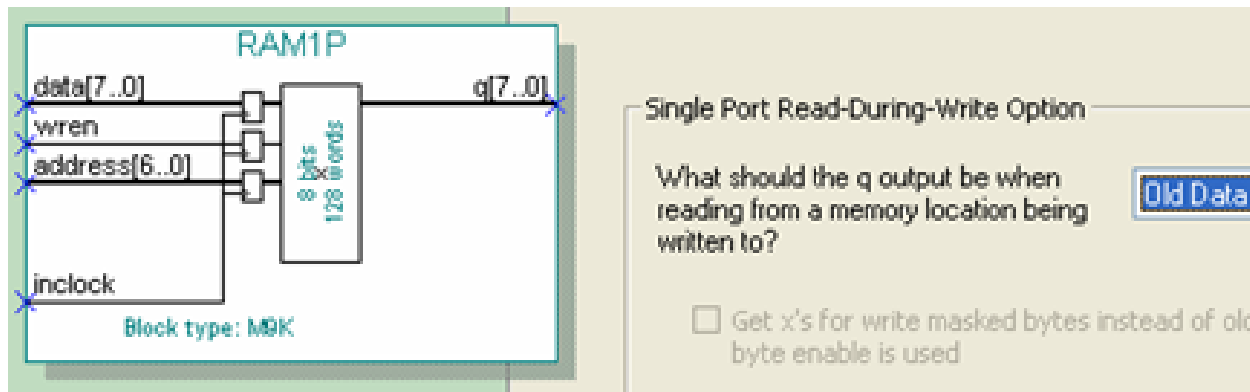 RAM1P
data[7..0]
q[7..0]
wren
address[6..0]
8 bits
x
128 words
inclock
Block type: M9K
Single Port Read-During-Write Option
What should the q output be when
reading from a memory location being
written to?
Old Data
Get x's for write masked bytes instead of old
byte enable is used